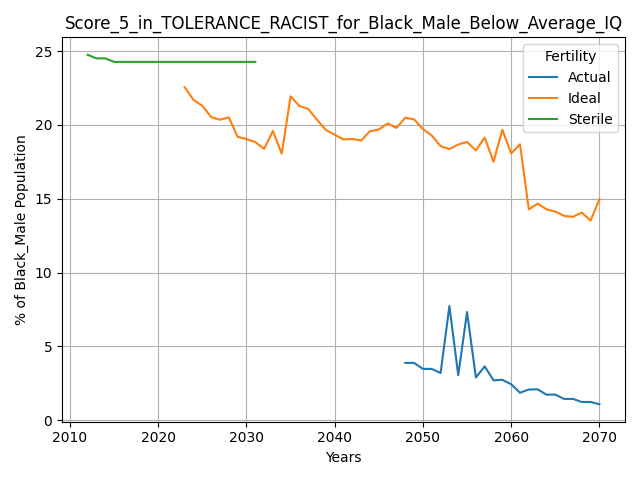 Score_5_in_TOLERANCE_RACIST_for_Black_Male_Below_Average_IQ
% of Black_Male Population
25
20
15
10
5
0
Fertility
Actual
Ideal
Sterile
2010 2020 2030 2040 2050 2060 2070
Years